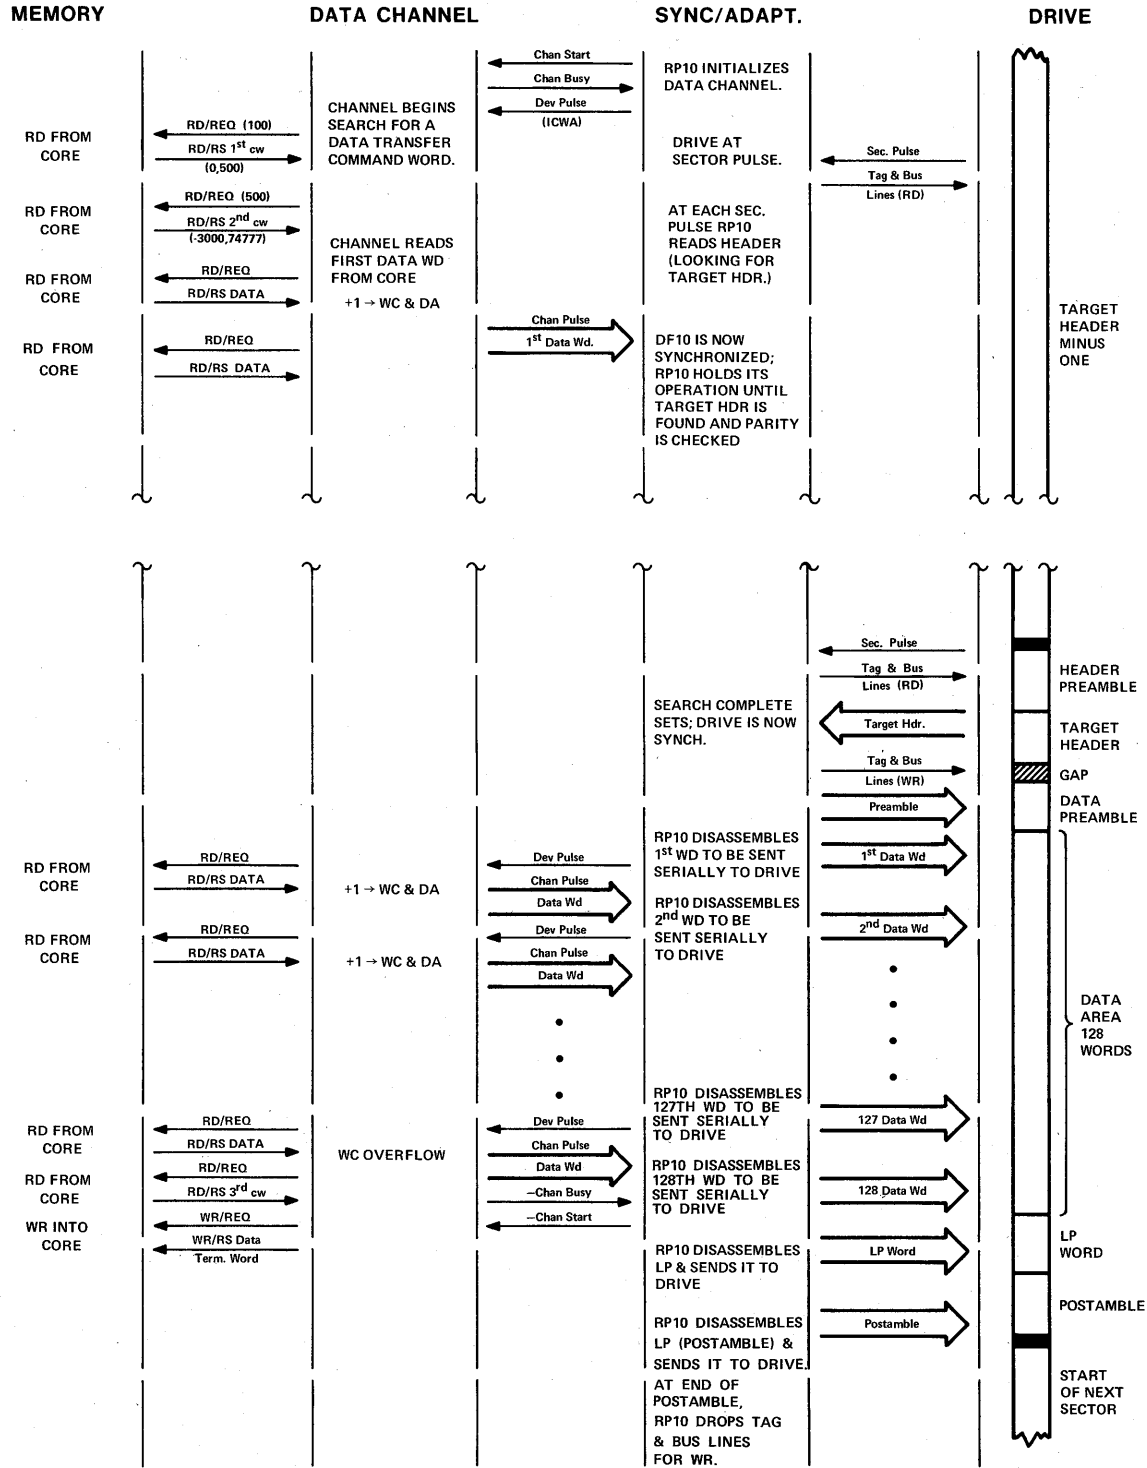 MEMORY
DATA CHANNEL
SYNC/ADAPT.
DRIVE
Chan Start
RP10 INITIALIZES
DATA CHANNEL.
Chan Busy
Dev Pulse
(ICWA)
CHANNEL BEGINS
SEARCH FOR A
DATA TRANSFER
COMMAND WORD.
RD FROM
CORE
RD/REQ (100)
RD/RS 1st cw
(0,500)
DRIVE AT
SECTOR PULSE.
Sec. Pulse
Tag & Bus
Lines (RD)
RD FROM
CORE
RD/REQ (500)
RD/RS 2nd cw
(-3000,74777)
AT EACH SEC.
PULSE RP10
READS HEADER
(LOOKING FOR
TARGET HDR.)
CHANNEL READS
FIRST DATA WD
FROM CORE
RD FROM
CORE
RD/REQ
RD/RS DATA
+1 → WC & DA
Chan Pulse
1st Data Wd.
TARGET
HEADER
MINUS
ONE
RD FROM
CORE
RD/REQ
RD/RS DATA
DF10 IS NOW
SYNCHRONIZED;
RP10 HOLDS ITS
OPERATION UNTIL
TARGET HDR IS
FOUND AND PARITY
IS CHECKED
Sec. Pulse
Tag & Bus
Lines (RD)
HEADER
PREAMBLE
SEARCH COMPLETE
SETS; DRIVE IS NOW
SYNCH.
Target Hdr.
TARGET
HEADER
Tag & Bus
Lines (WR)
GAP
Preamble
DATA
PREAMBLE
RP10 DISASSEMBLES
1st WD TO BE SENT
SERIALLY TO DRIVE
1st Data Wd
RD FROM
CORE
RD/REQ
RD/RS DATA
+1 → WC & DA
Dev Pulse
Chan Pulse
Data Wd
RP10 DISASSEMBLES
2nd WD TO BE
SENT SERIALLY
TO DRIVE
2nd Data Wd
RD FROM
CORE
RD/REQ
RD/RS DATA
+1 → WC & DA
Dev Pulse
Chan Pulse
Data Wd
DATA
AREA
128
WORDS
RP10 DISASSEMBLES
127TH WD TO BE
SENT SERIALLY
TO DRIVE
127 Data Wd
RD FROM
CORE
RD/REQ
RD/RS DATA
WC OVERFLOW
Dev Pulse
Chan Pulse
Data Wd
RP10 DISASSEMBLES
128TH WD TO BE
SENT SERIALLY
TO DRIVE
128 Data Wd
RD FROM
CORE
RD/REQ
RD/RS 3rd cw
–Chan Busy
WR INTO
CORE
WR/REQ
WR/RS Data
Term. Word
–Chan Start
RP10 DISASSEMBLES
LP & SENDS IT TO
DRIVE
LP Word
LP
WORD
Postamble
POSTAMBLE
RP10 DISASSEMBLES
LP (POSTAMBLE) &
SENDS IT TO DRIVE.
AT END OF
POSTAMBLE,
RP10 DROPS TAG
& BUS LINES
FOR WR.
START
OF NEXT
SECTOR